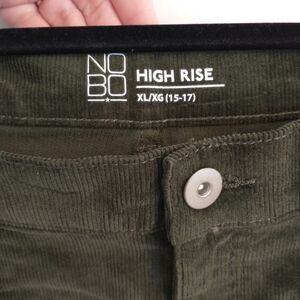 NO
BO
HIGH RISE
XL/XG (15-17)